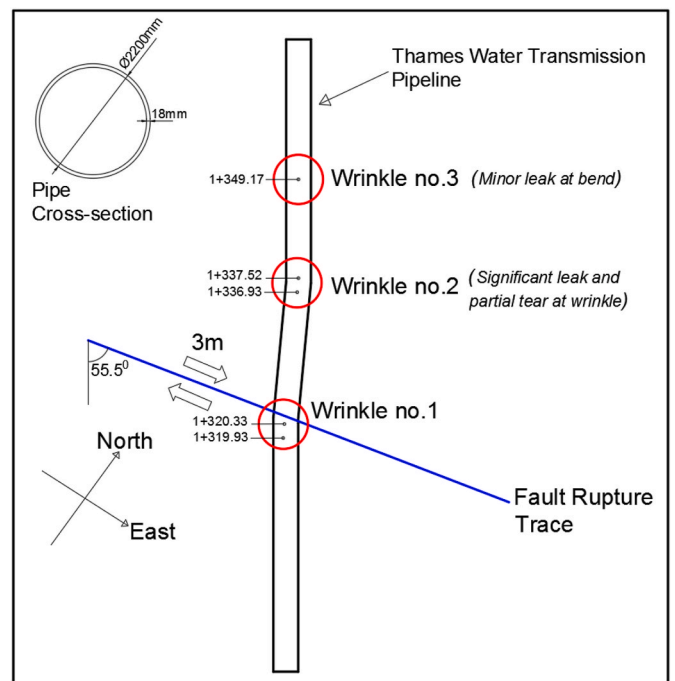 Ø2200mm
18mm
Pipe
Cross-section
Thames Water Transmission
Pipeline
1+349.17
Wrinkle no.3 (Minor leak at bend)
1+337.52
1+336.93
Wrinkle no.2 (Significant leak and
partial tear at wrinkle)
3m
55.5⁰
Wrinkle no.1
1+320.33
1+319.93
North
East
Fault Rupture
Trace